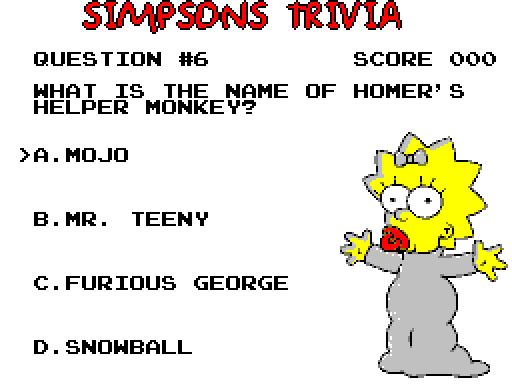 SIMPSONS TRIVIA
QUESTION #6 SCORE 000
WHAT IS THE NAME OF HOMER'S
HELPER MONKEY?
>A.MOJO
B.MR. TEENY
C.FURIOUS GEORGE
D.SNOWBALL